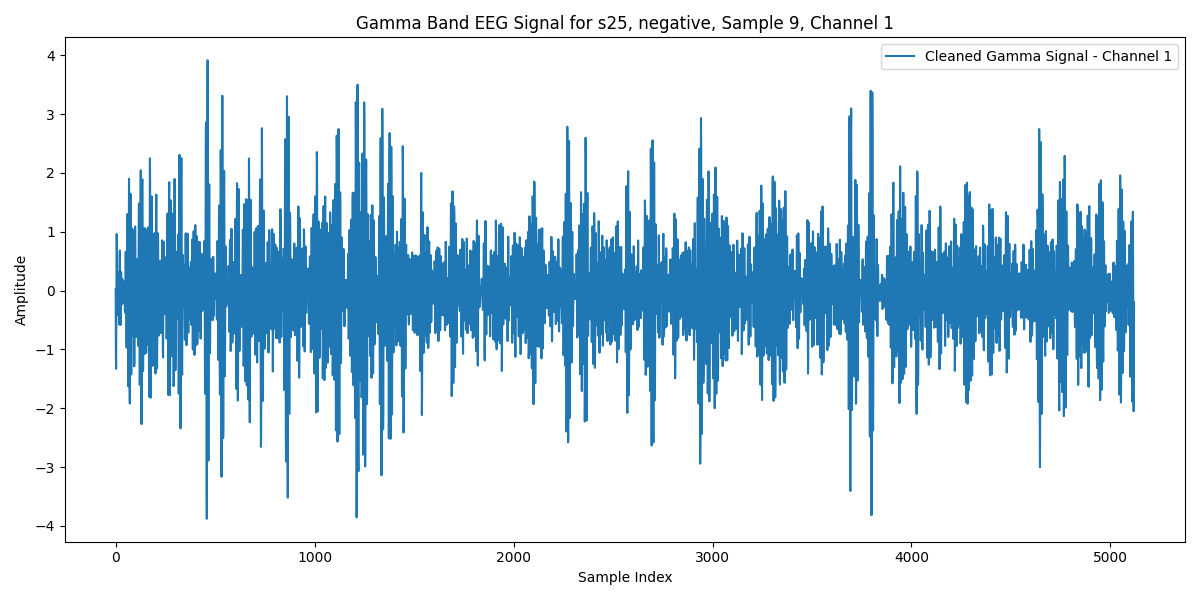 Gamma Band EEG Signal for s25, negative, Sample 9, Channel 1
Cleaned Gamma Signal - Channel 1
4
3
2
1
0
−1
−2
−3
−4
Amplitude
0 1000 2000 3000 4000 5000
Sample Index